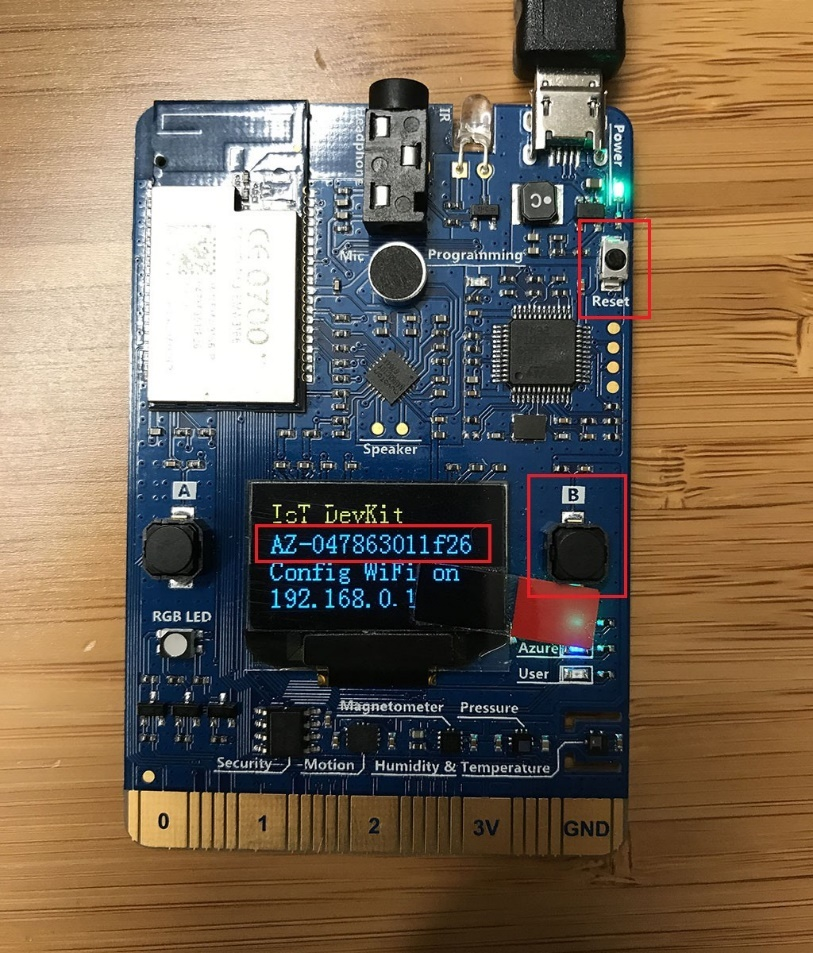 Headphone
IR
Power
CE0700
Mic
Programming
Reset
Speaker
A
B
IoT DevKit
AZ-047863011f26
Config WiFi on
192.168.0.1
RGB LED
Azure
User
Magnetometer
Pressure
Security
Motion
Humidity & Temperature
0
1
2
3V
GND